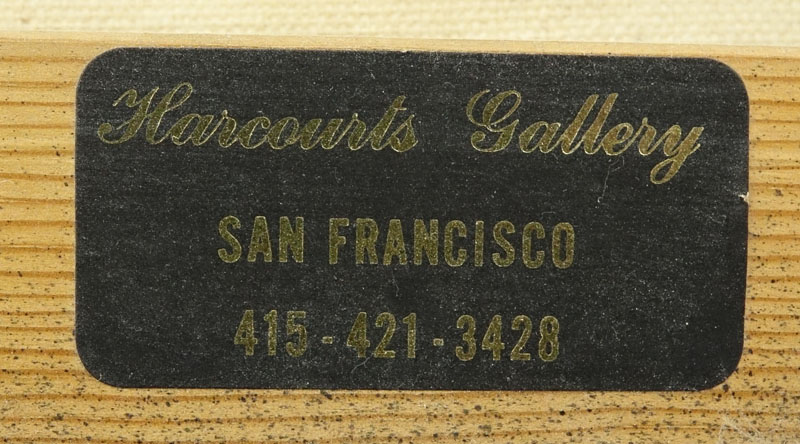 Harcourts Gallery
SAN FRANCISCO
415-421-3428